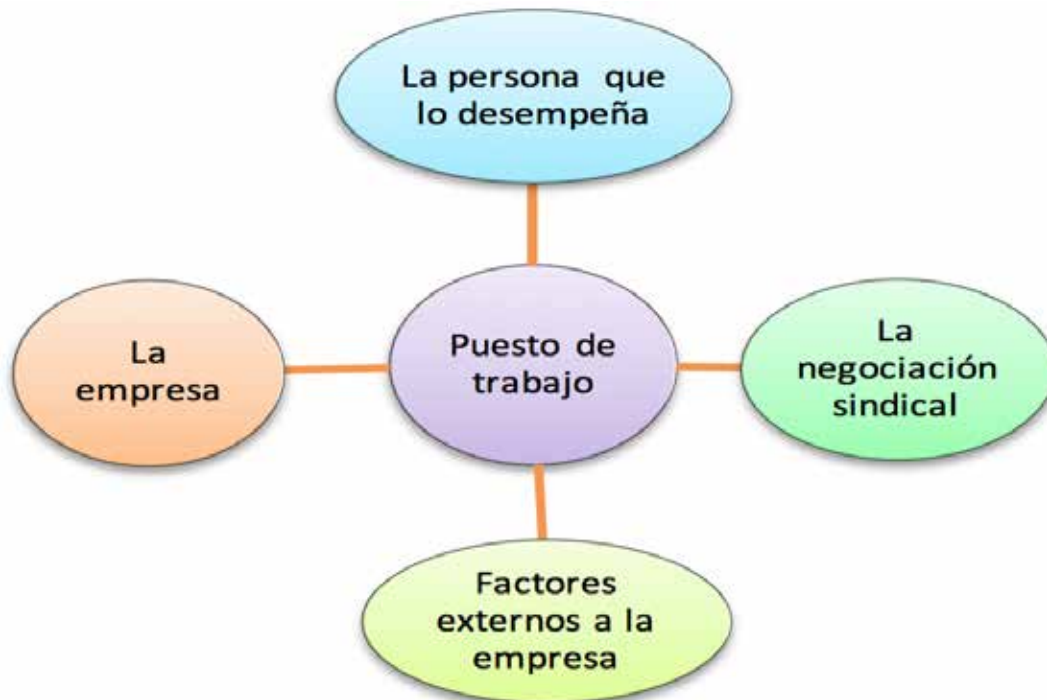 La persona que
lo desempeña
La
empresa
Puesto de
trabajo
La
negociación
sindical
Factores
externos a la
empresa